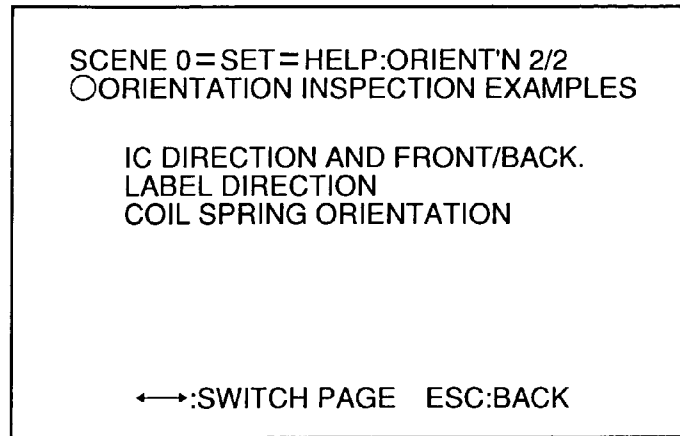 SCENE 0=SET=HELP:ORIENT'N 2/2
○ORIENTATION INSPECTION EXAMPLES
IC DIRECTION AND FRONT/BACK.
LABEL DIRECTION
COIL SPRING ORIENTATION
←→:SWITCH PAGE ESC:BACK